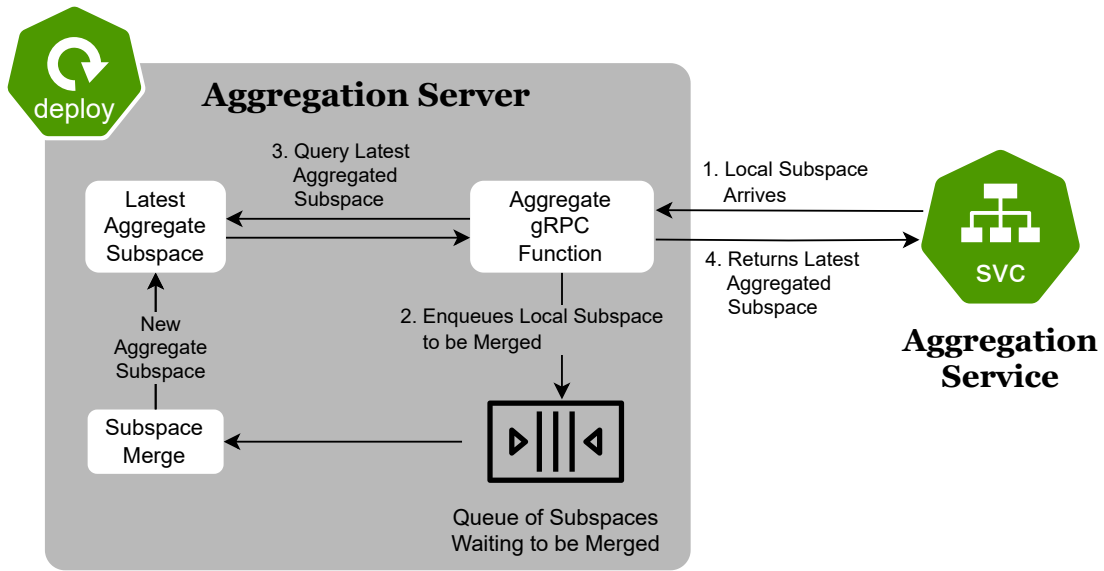 deploy
Aggregation Server
3. Query Latest
Aggregated
Subspace
1. Local Subspace
Arrives
Latest
Aggregate
Subspace
Aggregate
gRPC
Function
svc
4. Returns Latest
Aggregated
Subspace
New
Aggregate
Subspace
2. Enqueues Local Subspace
to be Merged
Aggregation
Service
Subspace
Merge
Queue of Subspaces
Waiting to be Merged